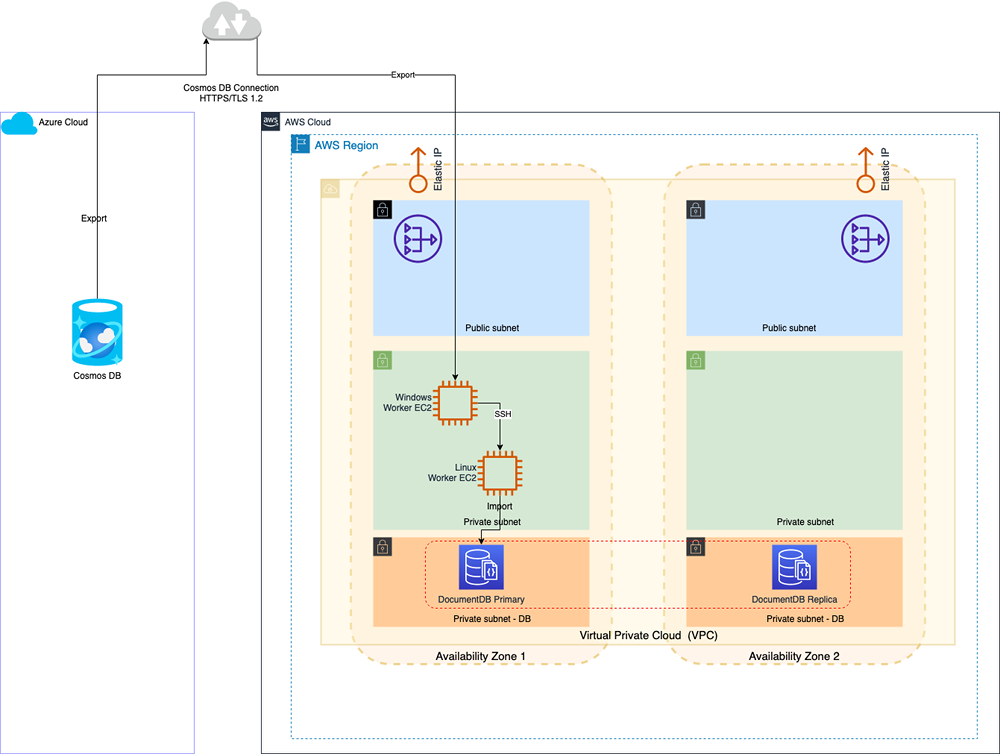 Cosmos DB Connection
HTTPS/TLS 1.2
Export
Azure Cloud
aws
AWS Cloud
AWS Region
Elastic IP
Elastic IP
Export
Public subnet
Public subnet
Cosmos DB
Windows
Worker EC2
SSH
Linux
Worker EC2
Import
Private subnet
Private subnet
DocumentDB Primary
DocumentDB Replica
Private subnet - DB
Private subnet - DB
Virtual Private Cloud (VPC)
Availability Zone 1
Availability Zone 2